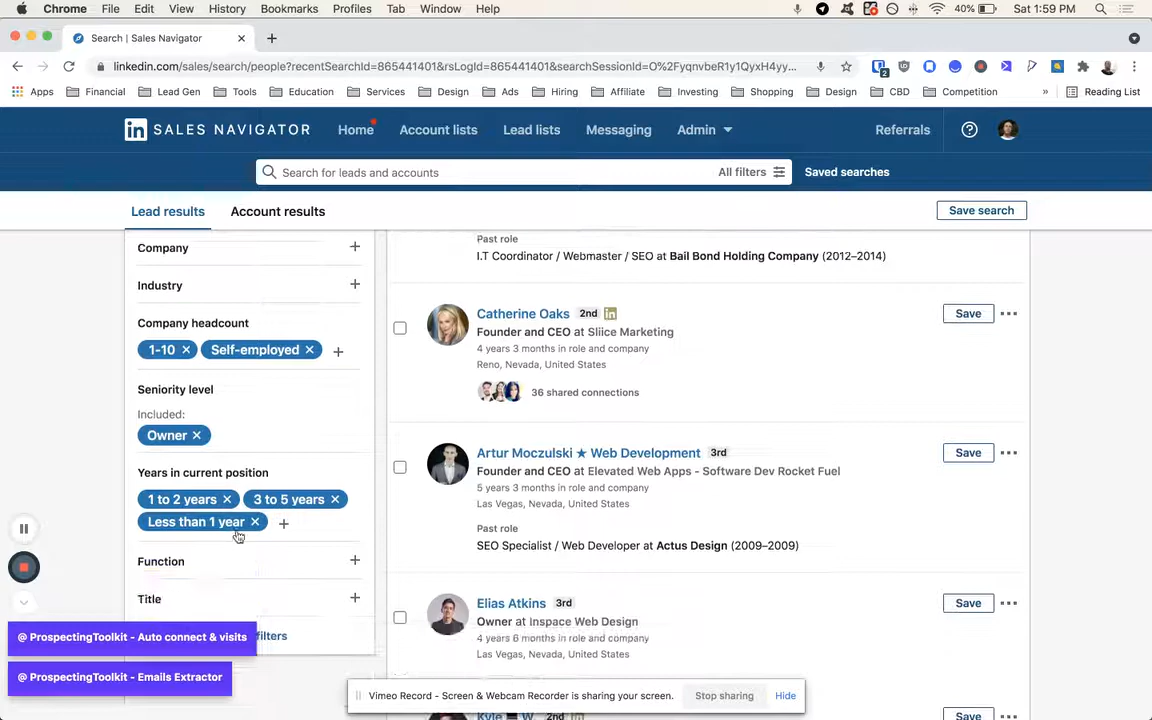 Chrome File Edit View History Bookmarks Profiles Tab Window Help 40% Sat 1:59 PM
Search | Sales Navigator
linkedin.com/sales/search/people?recentSearchId=865441401&rsLogId=865441401&searchSessionId=O%2FyqnvbeR1y1QyxH4yy... 2
Apps Financial Lead Gen Tools Education Services Design Ads Hiring Affiliate Investing Shopping Design CBD Competition » Reading List
in SALES NAVIGATOR Home Account lists Lead lists Messaging Admin Referrals
Search for leads and accounts All filters Saved searches
Lead results Account results Save search
Company
Industry
Company headcount
1-10 Self-employed
Seniority level
Included:
Owner
Years in current position
1 to 2 years 3 to 5 years
Less than 1 year
Function
Title
filters
@ ProspectingToolkit - Auto connect & visits
@ ProspectingToolkit - Emails Extractor
Past role
I.T Coordinator / Webmaster / SEO at Bail Bond Holding Company (2012–2014)
Catherine Oaks 2nd in Save
Founder and CEO at Sliice Marketing
4 years 3 months in role and company
Reno, Nevada, United States
36 shared connections
Artur Moczulski ★ Web Development 3rd Save
Founder and CEO at Elevated Web Apps - Software Dev Rocket Fuel
5 years 3 months in role and company
Las Vegas, Nevada, United States
Past role
SEO Specialist / Web Developer at Actus Design (2009–2009)
Elias Atkins 3rd Save
Owner at Inspace Web Design
4 years 6 months in role and company
Las Vegas, Nevada, United States
Vimeo Record - Screen & Webcam Recorder is sharing your screen. Stop sharing Hide
2nd in Save